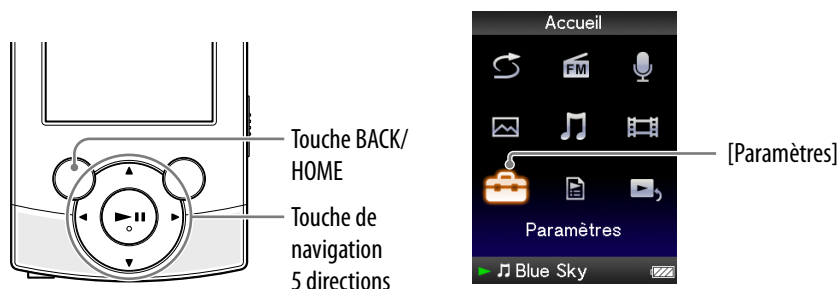 Touche BACK/
HOME
Touche de
navigation
5 directions
Accueil
FM
[Paramètres]
Paramètres
Blue Sky